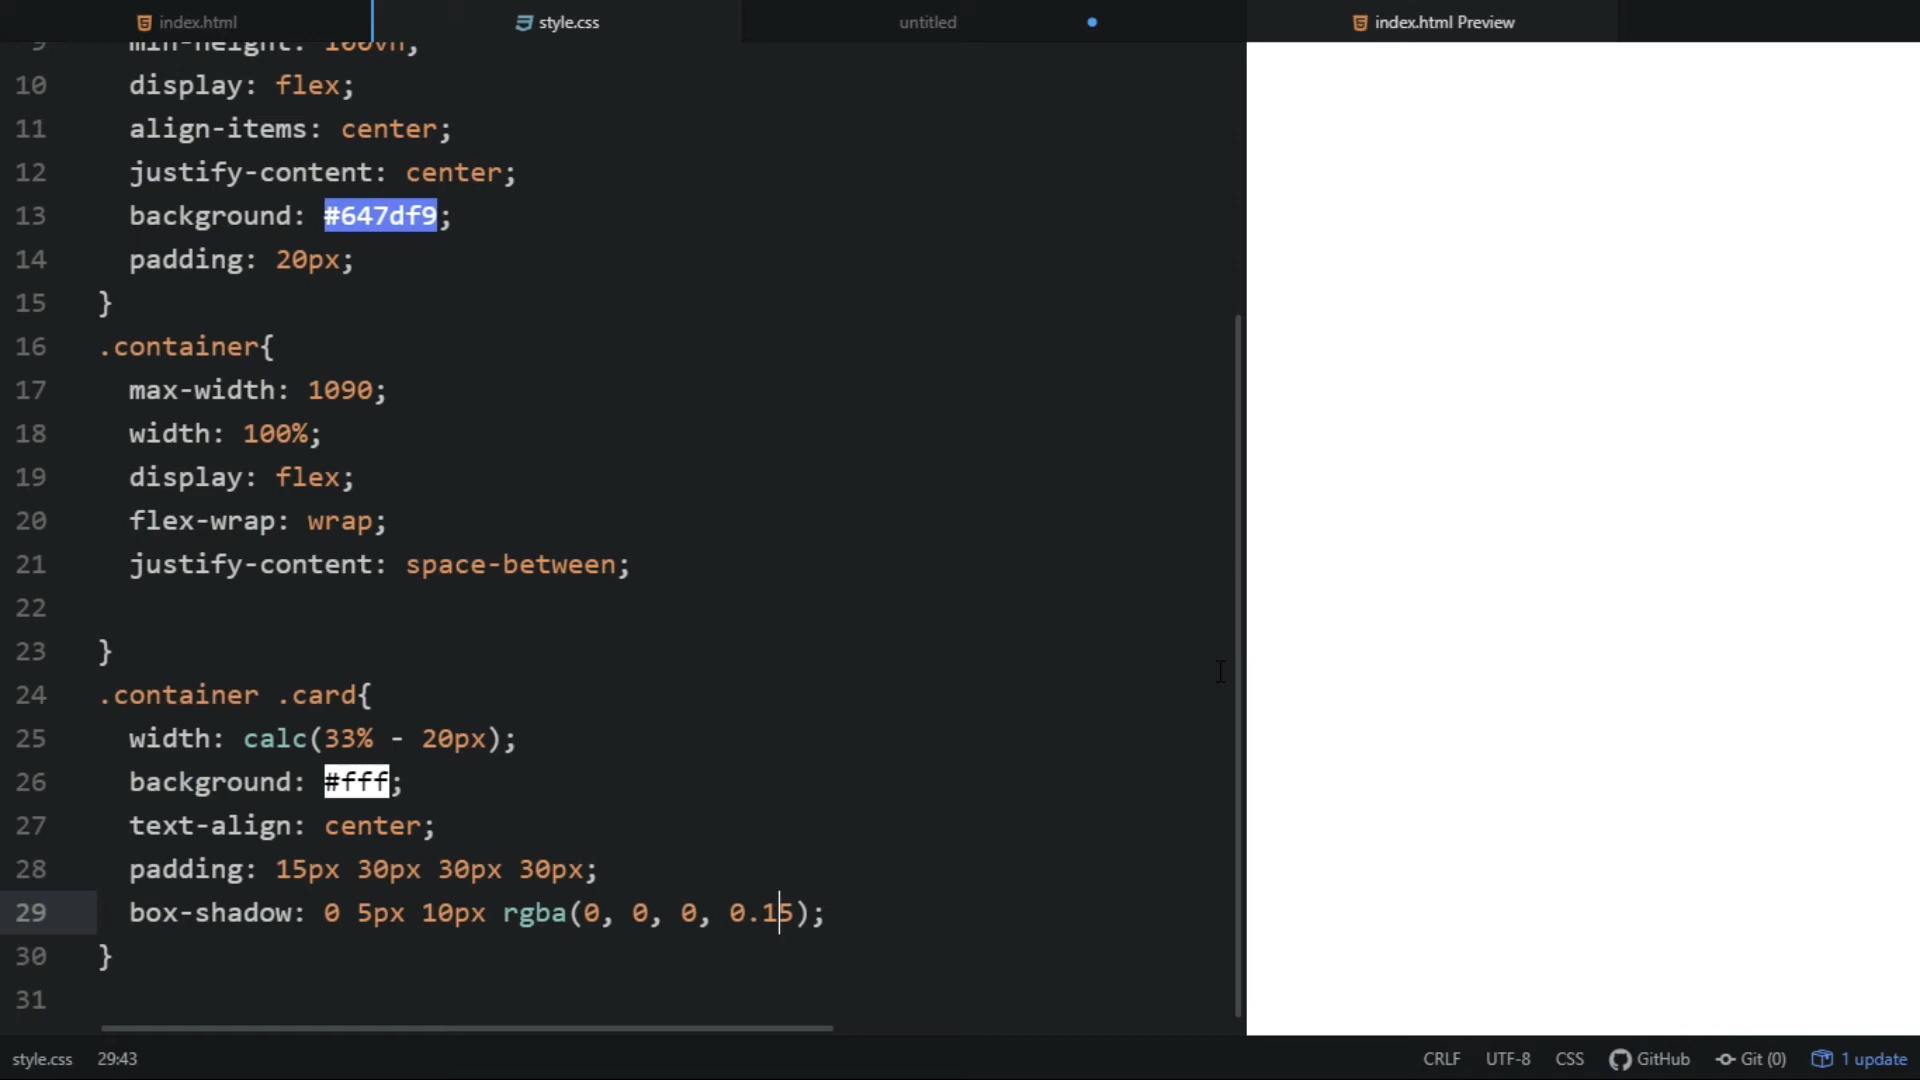 index.html
style.css
untitled
index.html Preview
9 min-height: 100vh;
10 display: flex;
11 align-items: center;
12 justify-content: center;
13 background: #647df9;
14 padding: 20px;
15 }
16 .container{
17 max-width: 1090;
18 width: 100%;
19 display: flex;
20 flex-wrap: wrap;
21 justify-content: space-between;
22
23 }
24 .container .card{
25 width: calc(33% - 20px);
26 background: #fff;
27 text-align: center;
28 padding: 15px 30px 30px 30px;
29 box-shadow: 0 5px 10px rgba(0, 0, 0, 0.15);
30 }
31
style.css 29:43 CRLF UTF-8 CSS GitHub Git (0) 1 update